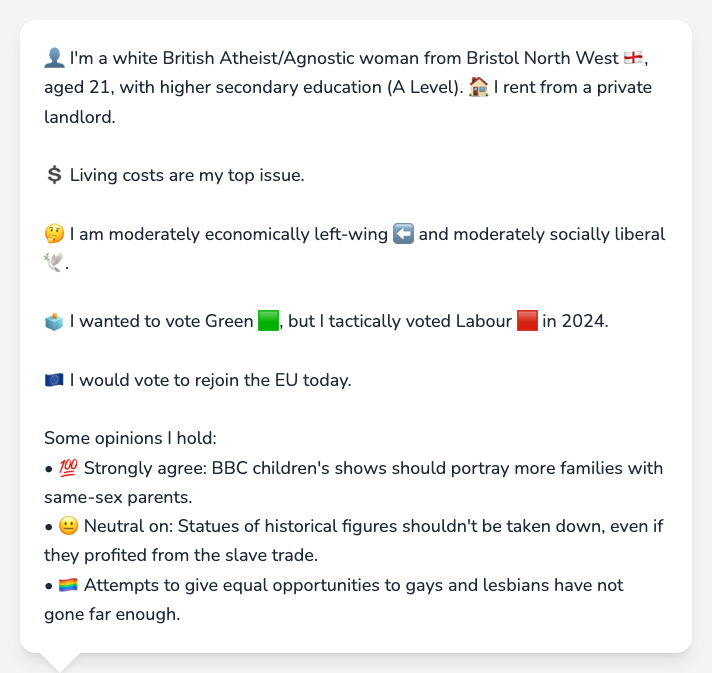 👤 I'm a white British Atheist/Agnostic woman from Bristol North West 🏴󠁧󠁢󠁥󠁮󠁧󠁿,
aged 21, with higher secondary education (A Level). 🏠 I rent from a private
landlord.
💲 Living costs are my top issue.
🤔 I am moderately economically left-wing ⬅️ and moderately socially liberal
🕊️.
🗳️ I wanted to vote Green 🟩, but I tactically voted Labour 🟥 in 2024.
🇪🇺 I would vote to rejoin the EU today.
Some opinions I hold:
• 💯 Strongly agree: BBC children's shows should portray more families with
same-sex parents.
• 😐 Neutral on: Statues of historical figures shouldn't be taken down, even if
they profited from the slave trade.
• 🏳️‍🌈 Attempts to give equal opportunities to gays and lesbians have not
gone far enough.